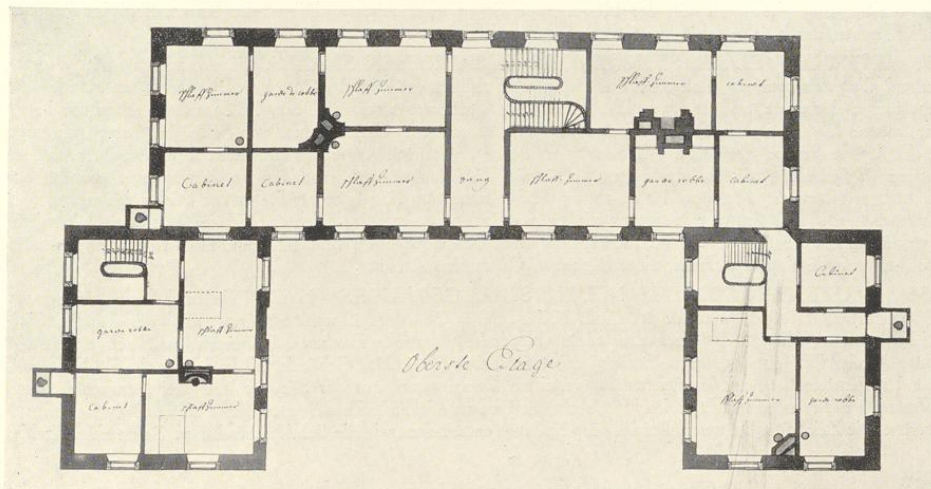 Schlaff Zimmer
garde robbe
Schlaff Zimmer
Schlaff Zimmer
cabinet
Cabinet
Cabinet
Schlaff Zimmer
Schlaff Zimmer
garde robbe
cabinet
garde robbe
Schlaff Zimmer
Cabinet
Oberste Etage
cabinet
Schlaff Zimmer
Schlaff Zimmer
garde robbe